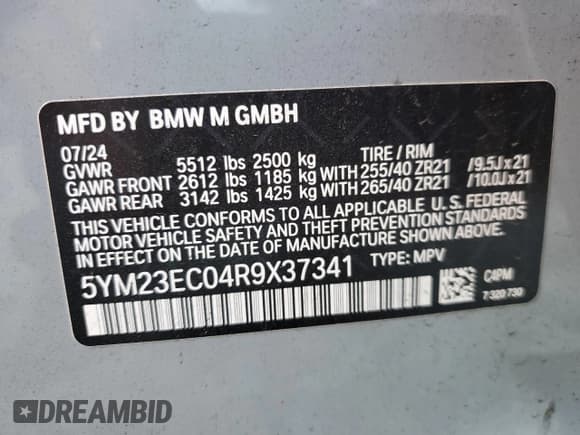 MFD BY BMW M GMBH
07/24 TIRE / RIM
GVWR 5512 lbs 2500 kg
GAWR FRONT 2612 lbs 1185 kg WITH 255/40 ZR21 /9.5J x 21
GAWR REAR 3142 lbs 1425 kg WITH 265/40 ZR21 /10.0J x 21
THIS VEHICLE CONFORMS TO ALL APPLICABLE U. S. FEDERAL
MOTOR VEHICLE SAFETY AND THEFT PREVENTION STANDARDS
IN EFFECT ON THE DATE OF MANUFACTURE SHOWN ABOVE.
5YM23EC04R9X37341 TYPE: MPV
C4PM
7 320 730
DREAMBID